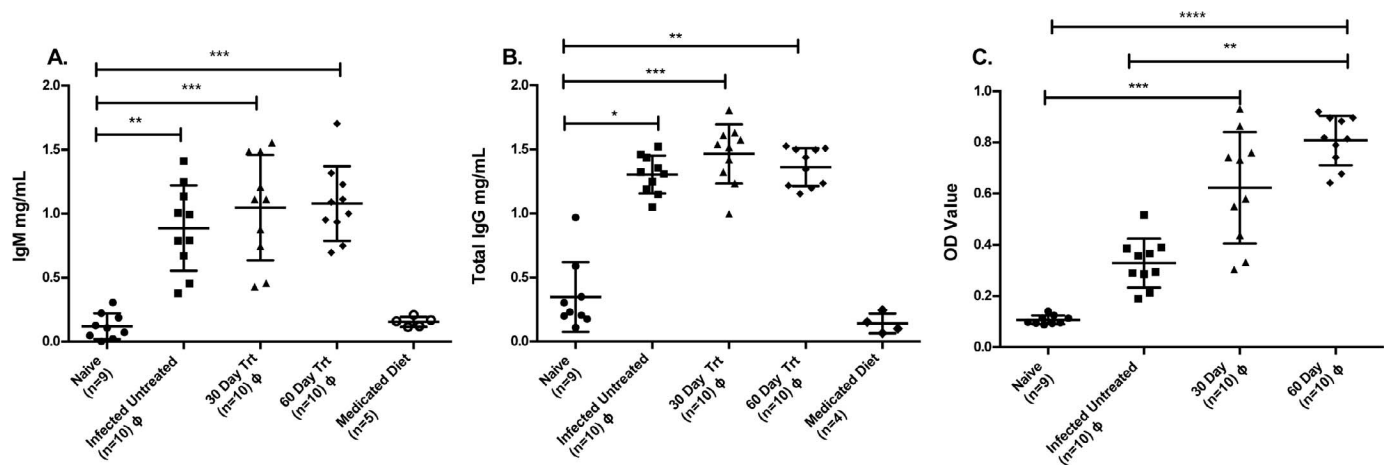 A.
***
***
**
2.0
1.5
1.0
0.5
0.0
IgM mg/mL
Naive
(n=9)
Infected Untreated
(n=10) ϕ
30 Day Trt
(n=10) ϕ
60 Day Trt
(n=10) ϕ
Medicated Diet
(n=5)
B.
**
***
*
2.0
1.5
1.0
0.5
0.0
Total IgG mg/mL
Naive
(n=9)
Infected Untreated
(n=10) ϕ
30 Day Trt
(n=10) ϕ
60 Day Trt
(n=10) ϕ
Medicated Diet
(n=4)
C.
****
**
***
1.0
0.8
0.6
0.4
0.2
0.0
OD Value
Naive
(n=9)
Infected Untreated
(n=10) ϕ
30 Day
(n=10) ϕ
60 Day
(n=10) ϕ